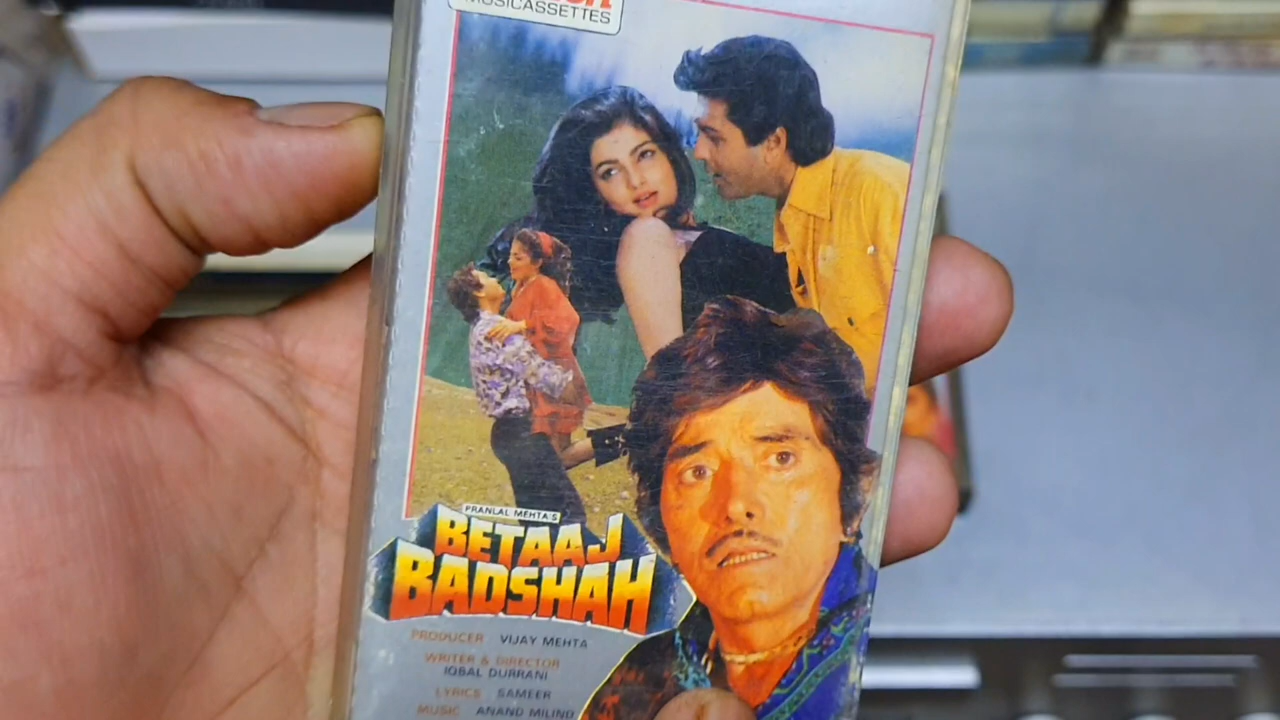 MUSICASSETTES
PRANLAL MEHTA'S
BETAAJ
BADSHAH
PRODUCER VIJAY MEHTA
WRITER & DIRECTOR
IQBAL DURRANI
LYRICS SAMEER
MUSIC ANAND MILIND